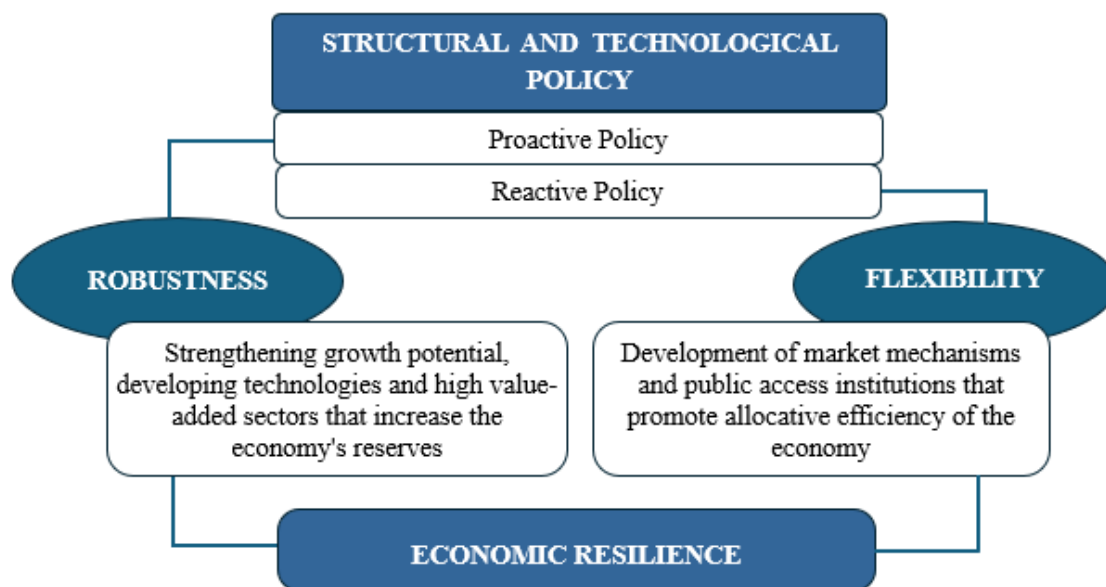 STRUCTURAL AND TECHNOLOGICAL
POLICY
Proactive Policy
Reactive Policy
ROBUSTNESS
FLEXIBILITY
Strengthening growth potential,
developing technologies and high value-
added sectors that increase the
economy's reserves
Development of market mechanisms
and public access institutions that
promote allocative efficiency of the
economy
ECONOMIC RESILIENCE